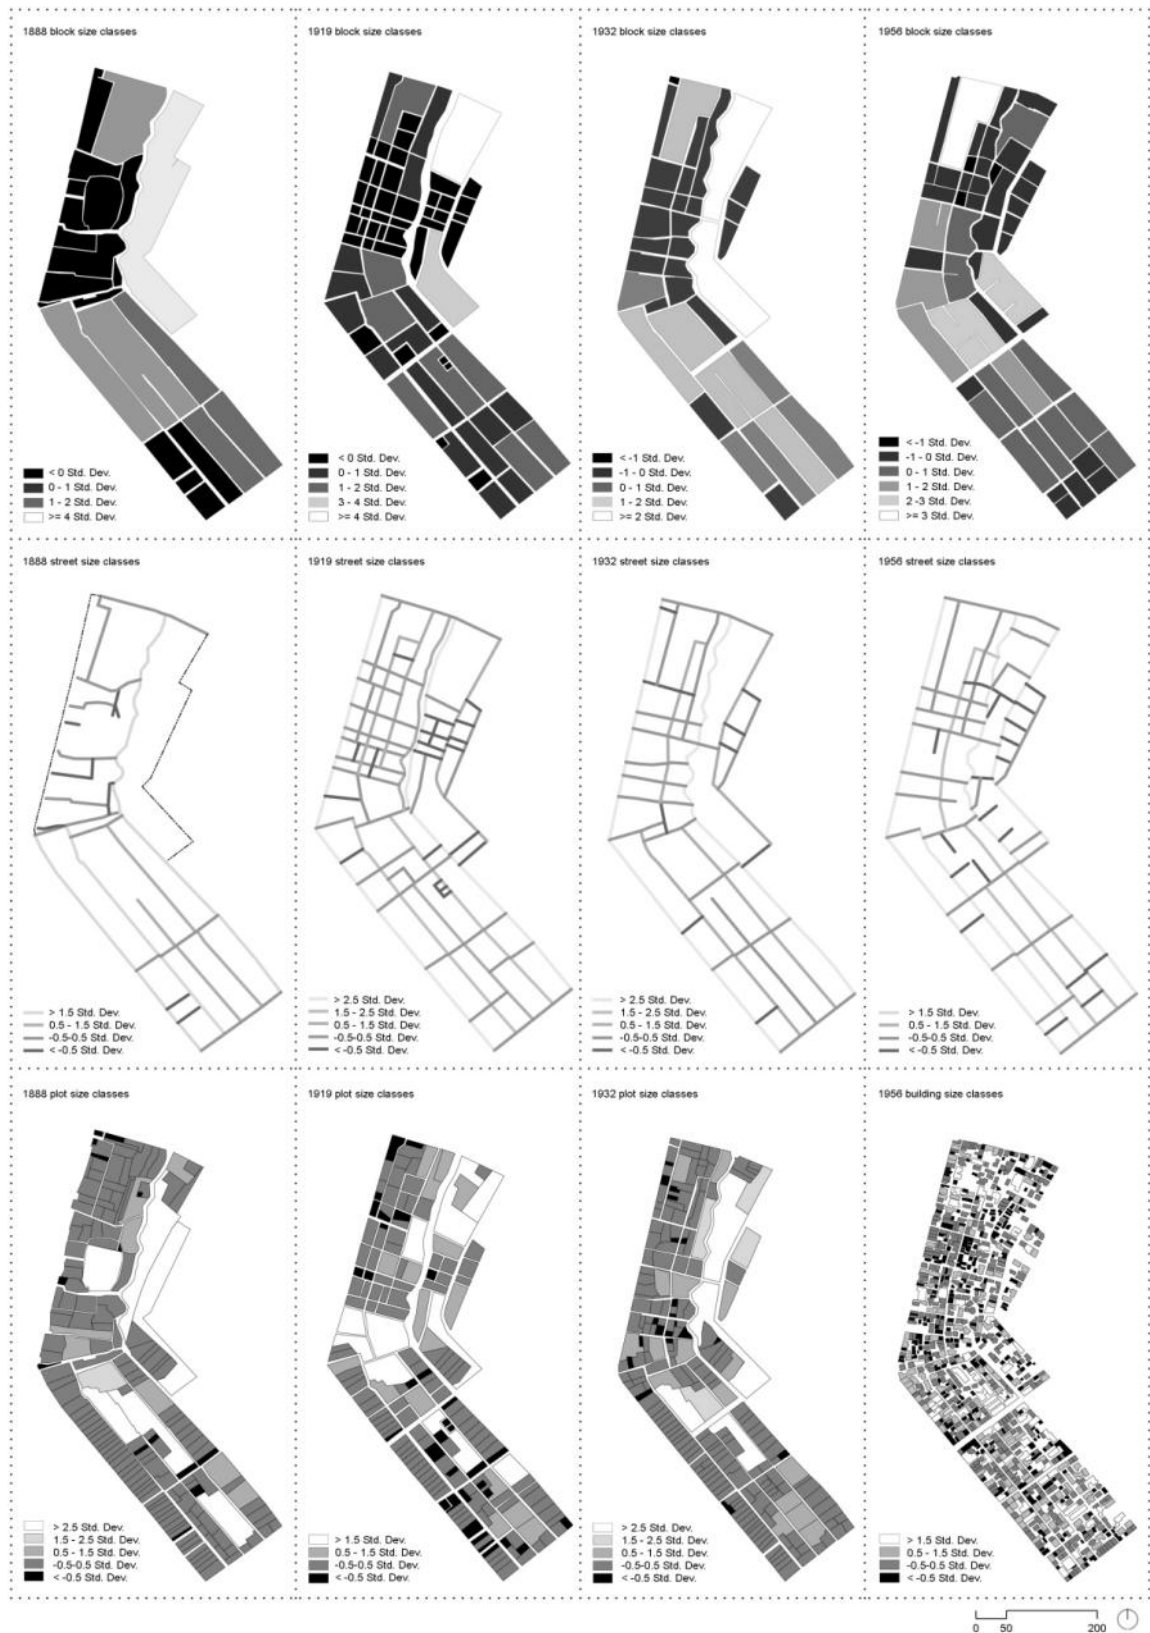 1888 block size classes
1919 block size classes
1932 block size classes
1956 block size classes
< 0 Std. Dev.
0 - 1 Std. Dev.
1 - 2 Std. Dev.
>= 4 Std. Dev.
< 0 Std. Dev.
0 - 1 Std. Dev.
1 - 2 Std. Dev.
3 - 4 Std. Dev.
>= 4 Std. Dev.
< -1 Std. Dev.
-1 - 0 Std. Dev.
0 - 1 Std. Dev.
1 - 2 Std. Dev.
>= 2 Std. Dev.
< -1 Std. Dev.
-1 - 0 Std. Dev.
0 - 1 Std. Dev.
1 - 2 Std. Dev.
2 -3 Std. Dev.
>= 3 Std. Dev.
1888 street size classes
1919 street size classes
1932 street size classes
1956 street size classes
> 1.5 Std. Dev.
0.5 - 1.5 Std. Dev.
-0.5-0.5 Std. Dev.
< -0.5 Std. Dev.
> 2.5 Std. Dev.
1.5 - 2.5 Std. Dev.
0.5 - 1.5 Std. Dev.
-0.5-0.5 Std. Dev.
< -0.5 Std. Dev.
> 2.5 Std. Dev.
1.5 - 2.5 Std. Dev.
0.5 - 1.5 Std. Dev.
-0.5-0.5 Std. Dev.
< -0.5 Std. Dev.
> 1.5 Std. Dev.
0.5 - 1.5 Std. Dev.
-0.5-0.5 Std. Dev.
< -0.5 Std. Dev.
1888 plot size classes
1919 plot size classes
1932 plot size classes
1956 building size classes
> 2.5 Std. Dev.
1.5 - 2.5 Std. Dev.
0.5 - 1.5 Std. Dev.
-0.5-0.5 Std. Dev.
< -0.5 Std. Dev.
> 1.5 Std. Dev.
0.5 - 1.5 Std. Dev.
-0.5-0.5 Std. Dev.
< -0.5 Std. Dev.
> 2.5 Std. Dev.
1.5 - 2.5 Std. Dev.
0.5 - 1.5 Std. Dev.
-0.5-0.5 Std. Dev.
< -0.5 Std. Dev.
> 1.5 Std. Dev.
0.5 - 1.5 Std. Dev.
-0.5-0.5 Std. Dev.
< -0.5 Std. Dev.
0 50 200